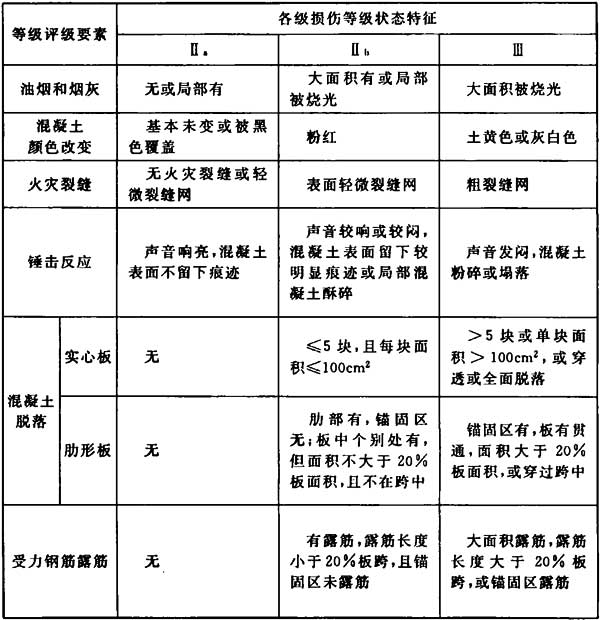 等级评级要素
各级损伤等级状态特征
Ⅱa
Ⅱb
Ⅲ
油烟和烟灰
无或局部有
大面积有或局部
被烧光
大面积被烧光
混凝土
颜色改变
基本未变或被黑
色覆盖
粉红
土黄色或灰白色
火灾裂缝
无火灾裂缝或轻
微裂缝网
表面轻微裂缝网
粗裂缝网
锤击反应
声音响亮,混凝土
表面不留下痕迹
声音较响或较闷,
混凝土表面留下较
明显痕迹或局部混
凝土酥碎
声音发闷,混凝土
粉碎或塌落
混凝土
脱落
实心板
无
≤5块,且每块面
积≤100cm²
>5块或单块面
积>100cm²,或穿
透或全面脱落
肋形板
无
肋部有,锚固区
无;板中个别处有,
但面积不大于20%
板面积,且不在跨中
锚固区有,板有贯
通,面积大于20%
板面积,或穿过跨中
受力钢筋露筋
无
有露筋,露筋长度
小于20%板跨,且锚
固区未露筋
大面积露筋,露筋
长度大于20%板
跨,或锚固区露筋